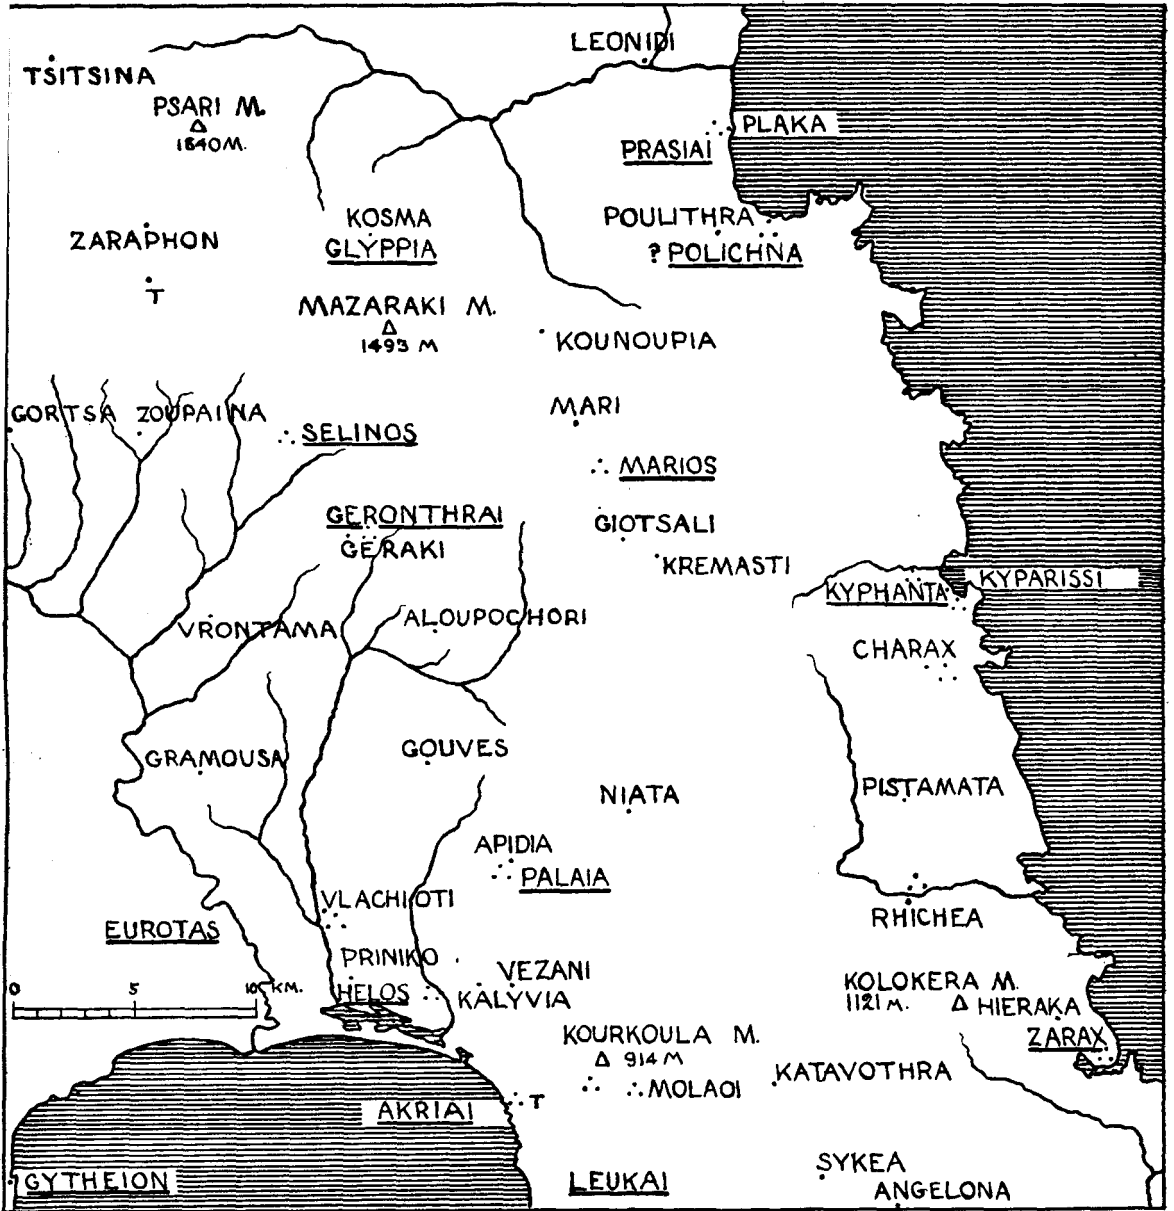 LEONIDI
TSITSINA
PSARI M.
1840 M.
PLAKA
PRASIAI
KOSMA
GLYPPIA
POULITHRA
? POLICHNA
ZARAPHON
T
MAZARAKI M.
1493 M
KOUNOUPIA
GORTSA
ZOUPAINA
MARI
SELINOS
MARIOS
GERONTHRAI
GERAKI
GIOTSALI
KREMASTI
KYPARISSI
KYPHANTA
VRONTAMA
ALOUPOCHORI
CHARAX
GRAMOUSA
GOUVES
PISTAMATA
NIATA
APIDIA
PALAIA
VLACHIOTI
RHICHEA
EUROTAS
PRINIKO
VEZANI
HELOS
KALYVIA
KOLOKERA M.
1121 M.
HIERAKA
ZARAX
0 5 10 KM.
KOURKOULA M.
914 M
MOLAOI
KATAVOTHRA
AKRIAI
T
GYTHEION
LEUKAI
SYKEA
ANGELONA